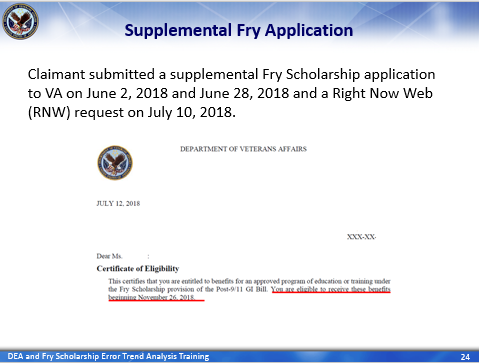 Supplemental Fry Application
Claimant submitted a supplemental Fry Scholarship application
to VA on June 2, 2018 and June 28, 2018 and a Right Now Web
(RNW) request on July 10, 2018.
DEPARTMENT OF VETERANS AFFAIRS
JULY 12, 2018
XXX-XX-
Dear Ms. :
Certificate of Eligibility
This certifies that you are entitled to benefits for an approved program of education or training under
the Fry Scholarship provision of the Post-9/11 GI Bill. You are eligible to receive these benefits
beginning November 26, 2018.
DEA and Fry Scholarship Error Trend Analysis Training
24